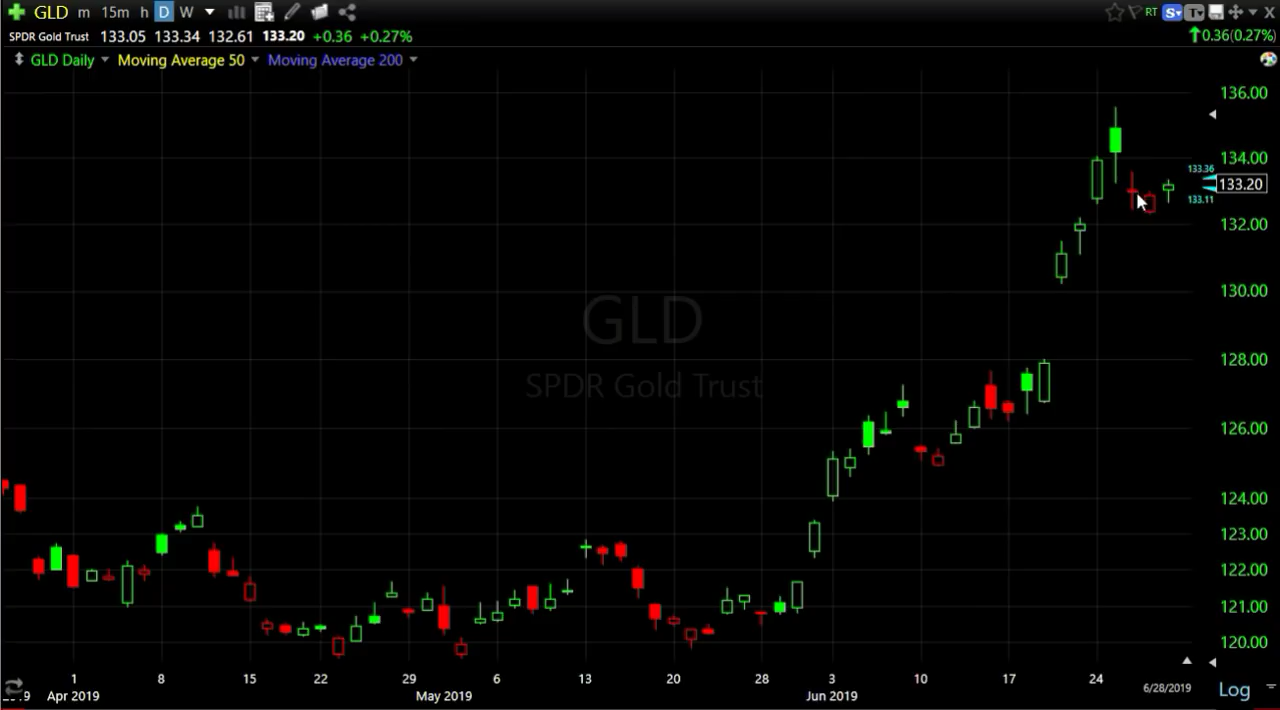 GLD m 15m h D W RT S T X
SPDR Gold Trust 133.05 133.34 132.61 133.20 +0.36 +0.27% 0.36(0.27%)
GLD Daily Moving Average 50 Moving Average 200
136.00
134.00
133.36
133.20
133.11
132.00
130.00
GLD
SPDR Gold Trust
128.00
126.00
124.00
123.00
122.00
121.00
120.00
1 8 15 22 29 6 13 20 28 3 10 17 24
9 Apr 2019 May 2019 Jun 2019 6/28/2019 Log